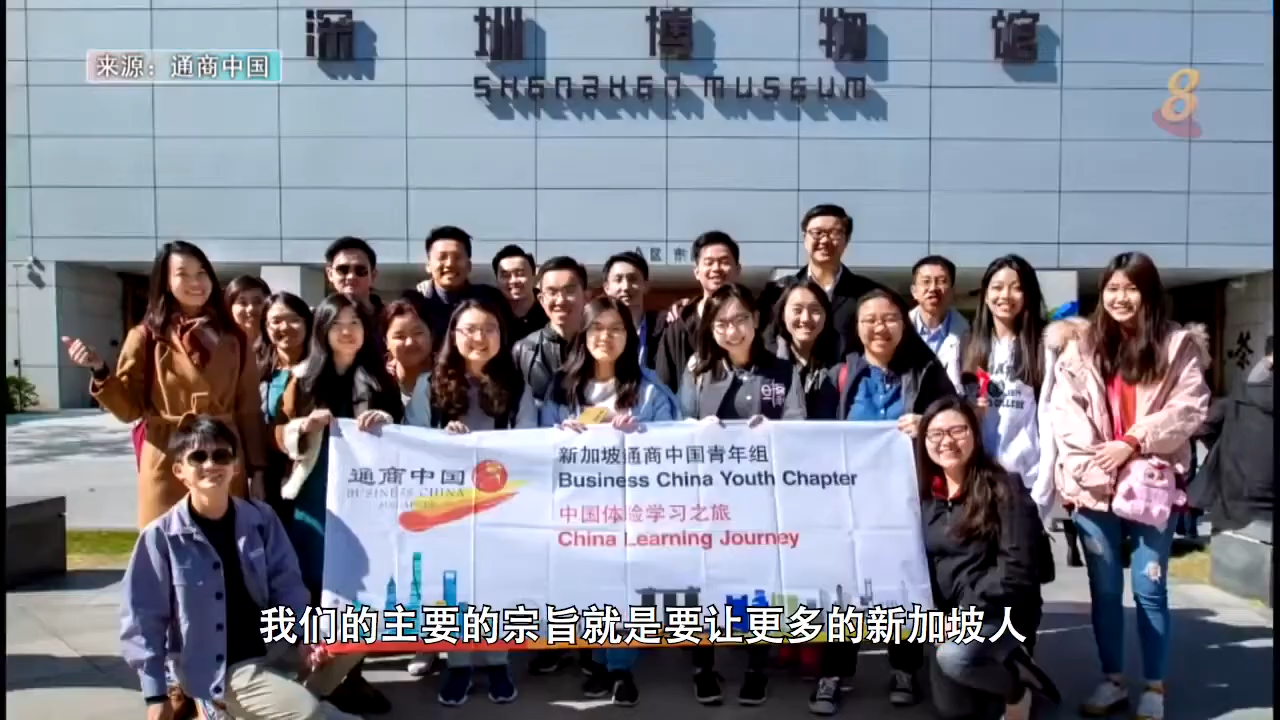 深圳博物馆
SHENZHEN MUSEUM
来源：通商中国
8
新加坡通商中国青年组
通商中国
BUSINESS CHINA
SINGAPORE
Business China Youth Chapter
中国体验学习之旅
China Learning Journey
我们的主要的宗旨就是要让更多的新加坡人